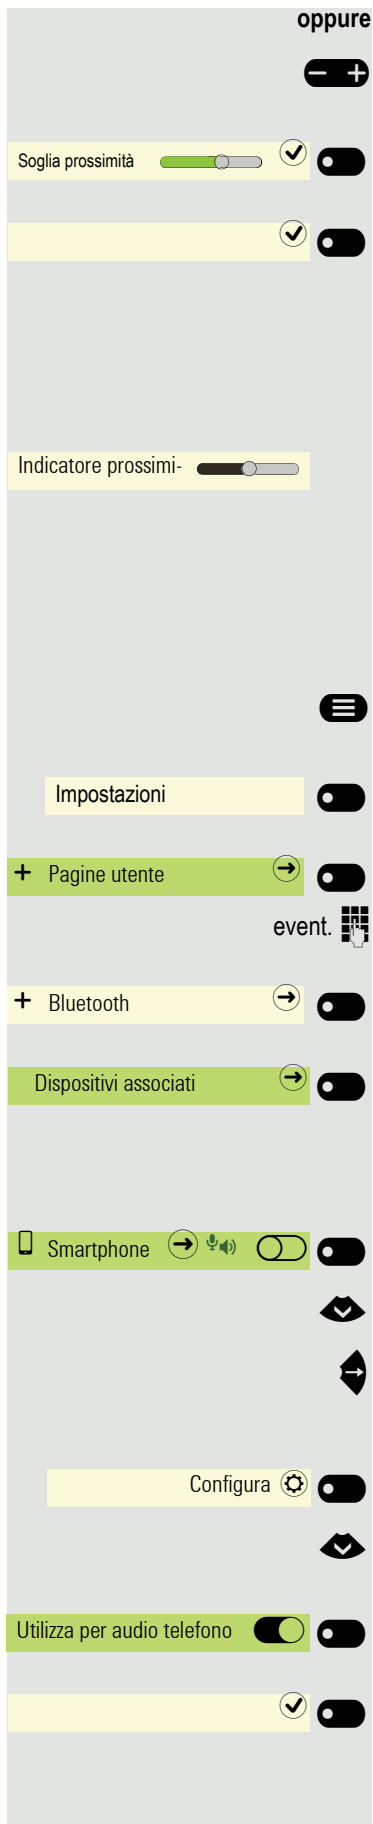 oppure
Soglia prossimità
Indicatore prossimi-
Impostazioni
Pagine utente
event.
Bluetooth
Dispositivi associati
Smartphone
Configura
Utilizza per audio telefono